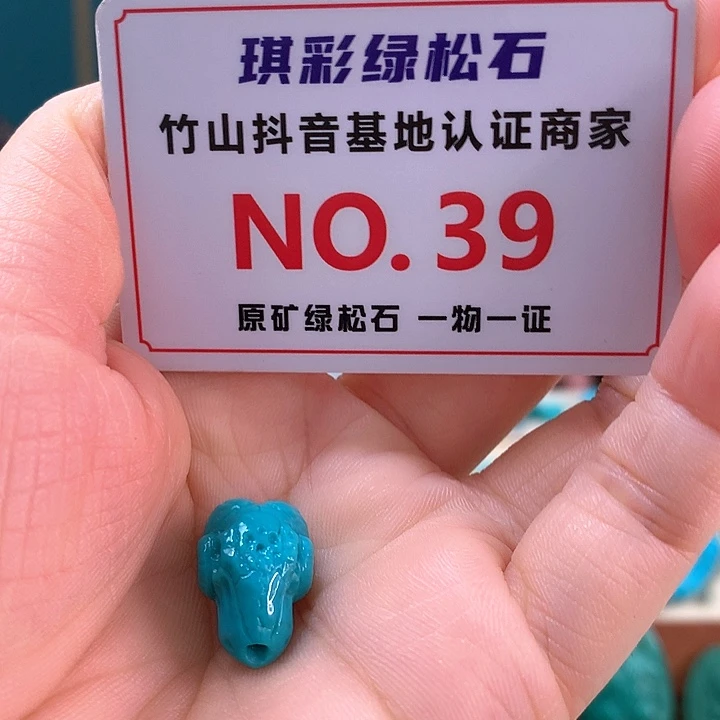 琪彩绿松石
竹山抖音基地认证商家
NO.39
原矿绿松石 一物一证